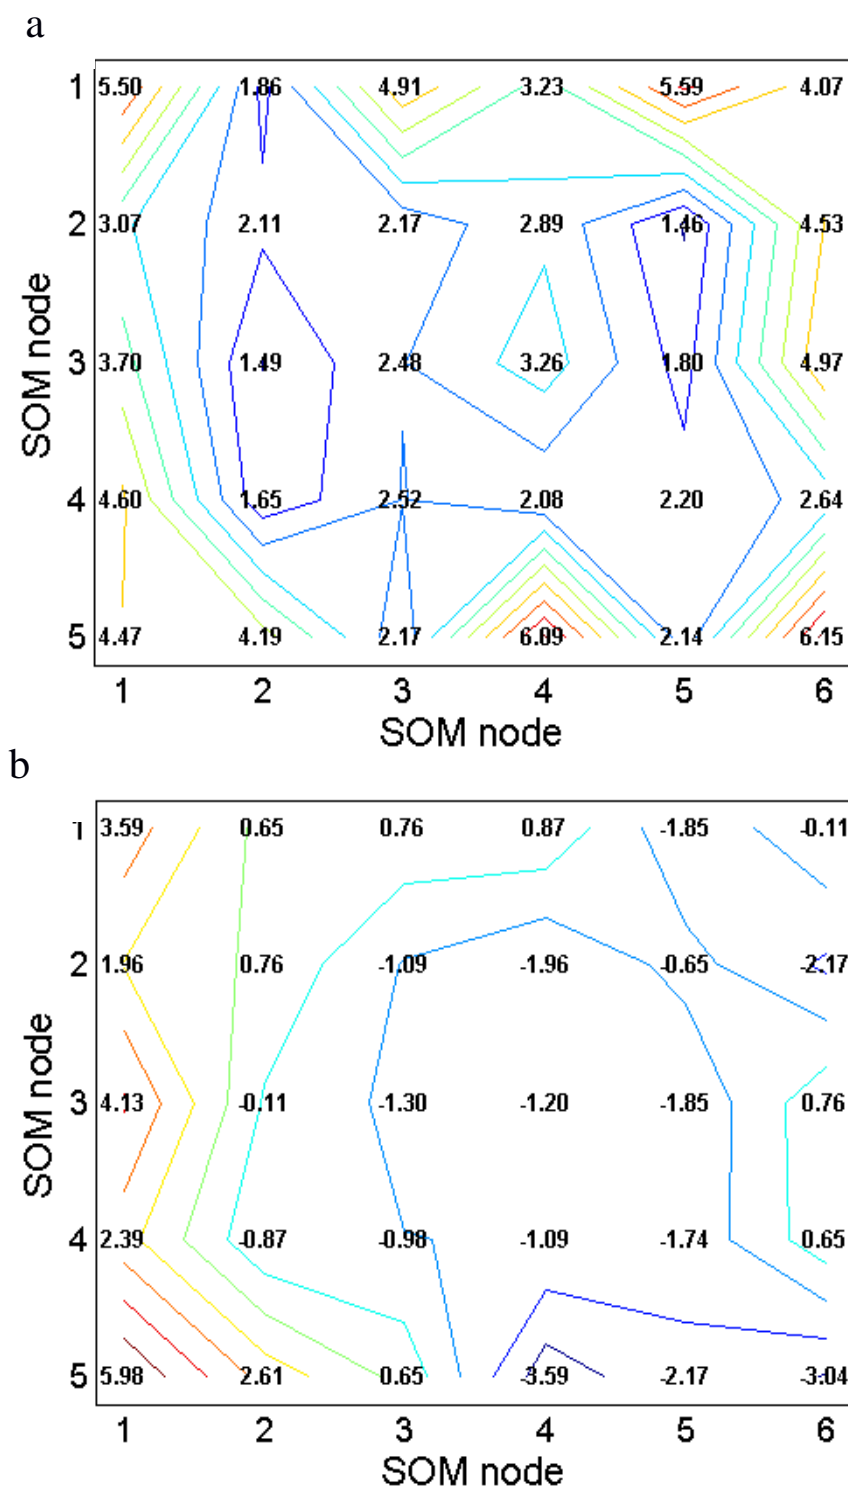 a
1 5.50 1.86 4.91 3.23 5.59 4.07
2 3.07 2.11 2.17 2.89 1.46 4.53
3 3.70 1.49 2.48 3.26 1.80 4.97
4 4.60 1.65 2.52 2.08 2.20 2.64
5 4.47 4.19 2.17 6.09 2.14 6.15
1 2 3 4 5 6
SOM node
SOM node
b
1 3.59 0.65 0.76 0.87 -1.85 -0.11
2 1.96 0.76 -1.09 -1.96 -0.65 -2.17
3 4.13 -0.11 -1.30 -1.20 -1.85 0.76
4 2.39 -0.87 -0.98 -1.09 -1.74 0.65
5 5.98 2.61 0.65 -3.59 -2.17 -3.04
1 2 3 4 5 6
SOM node
SOM node